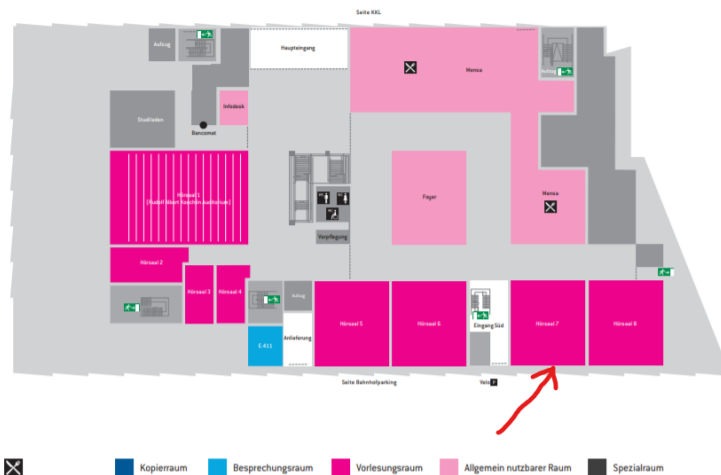 Seite KKL
Aufzug
Haupteingang
Mensa
Aufzug
Studiladen
Infodesk
Bancomat
Hörsaal 1
Foyer
Mensa
Verpflegung
Hörsaal 2
Hörsaal 3
Hörsaal 4
Aufzug
Hörsaal 5
Hörsaal 6
Eingang Süd
Hörsaal 7
Hörsaal 8
Anlieferung
E 411
Seite Bahnhofparking
Velo P
Kopierraum
Besprechungsraum
Vorlesungsraum
Allgemein nutzbarer Raum
Spezialraum